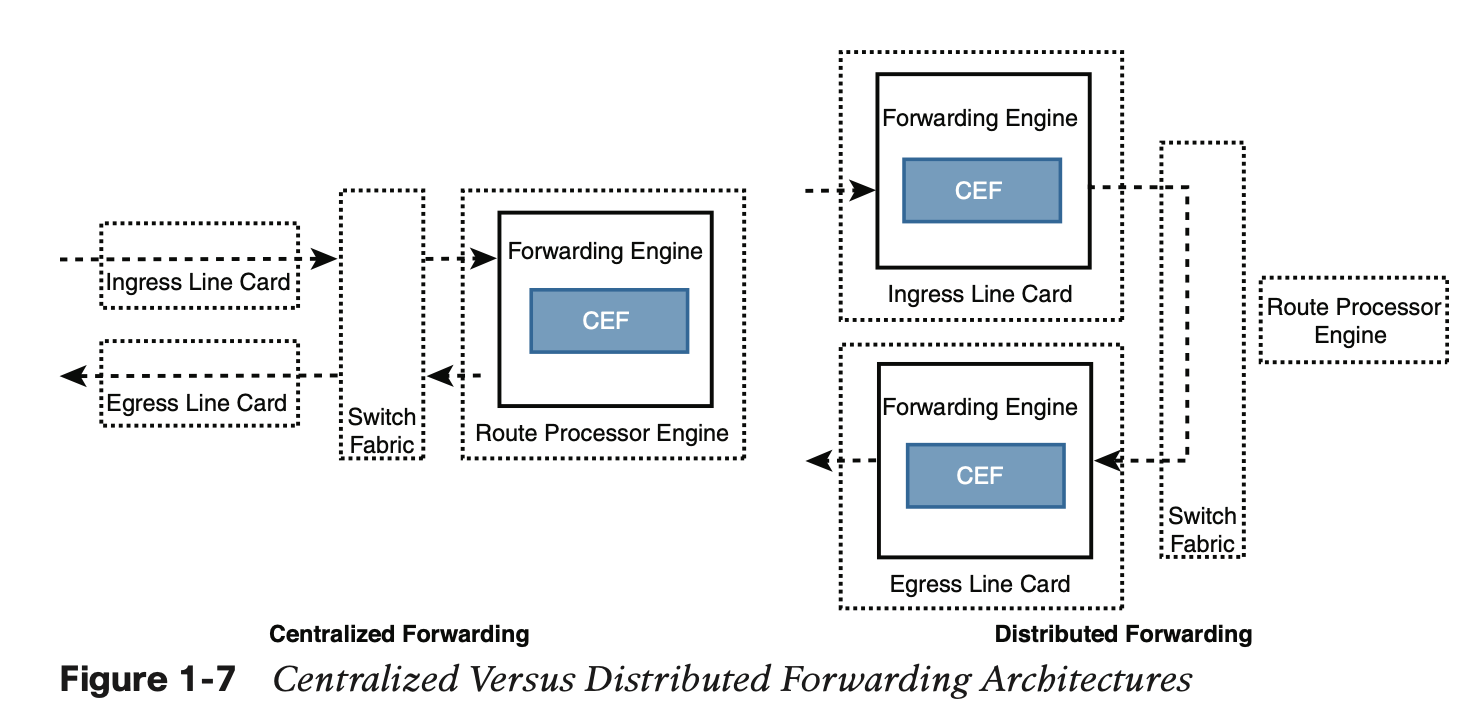 Ingress Line Card
Egress Line Card
Switch
Fabric
Forwarding Engine
CEF
Route Processor Engine
Centralized Forwarding
Forwarding Engine
CEF
Ingress Line Card
Forwarding Engine
CEF
Egress Line Card
Switch
Fabric
Route Processor
Engine
Distributed Forwarding
Figure 1-7 Centralized Versus Distributed Forwarding Architectures